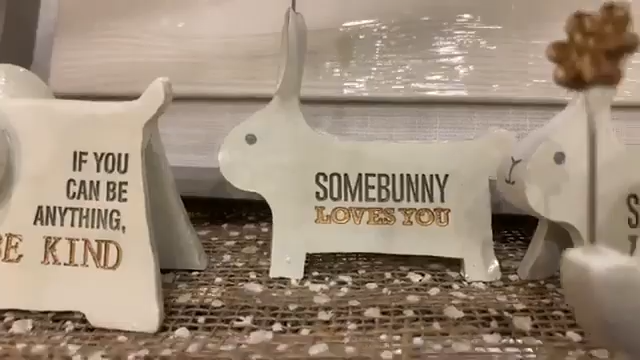 IF YOU
CAN BE
ANYTHING,
BE KIND
SOMEBUNNY
LOVES YOU
S